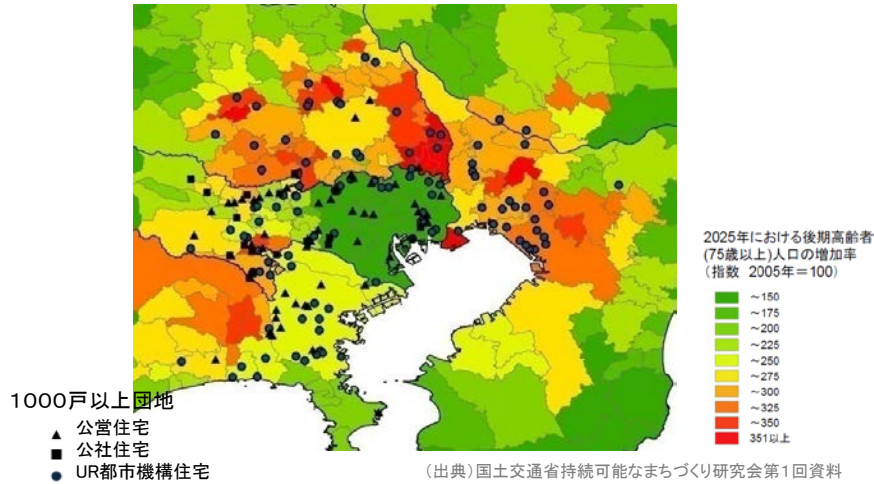 2025年における後期高齢者
(75歳以上)人口の増加率
(指数 2005年=100)
~150
~175
~200
~225
~250
~275
~300
~325
~350
351以上
1000戸以上団地
▲ 公営住宅
■ 公社住宅
● UR都市機構住宅
(出典)国土交通省持続可能なまちづくり研究会第1回資料